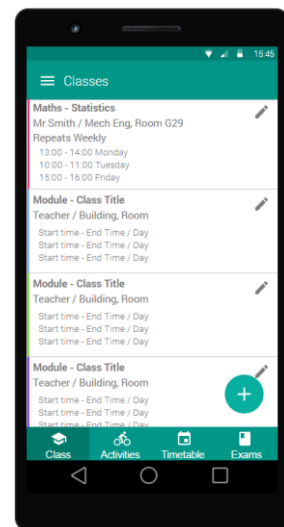 15:45
Classes
Maths - Statistics
Mr Smith / Mech Eng, Room G29
Repeats Weekly
13:00 - 14:00 Monday
10:00 - 11:00 Tuesday
15:00 - 16:00 Friday
Module - Class Title
Teacher / Building, Room
Start time - End Time / Day
Start time - End Time / Day
Start time - End Time / Day
Module - Class Title
Teacher / Building, Room
Start time - End Time / Day
Start time - End Time / Day
Start time - End Time / Day
Module - Class Title
Teacher / Building, Room
Start time - End Time / Day
Start time - End Time / Day
Start time - End Time / Day
Class Activities Timetable Exams